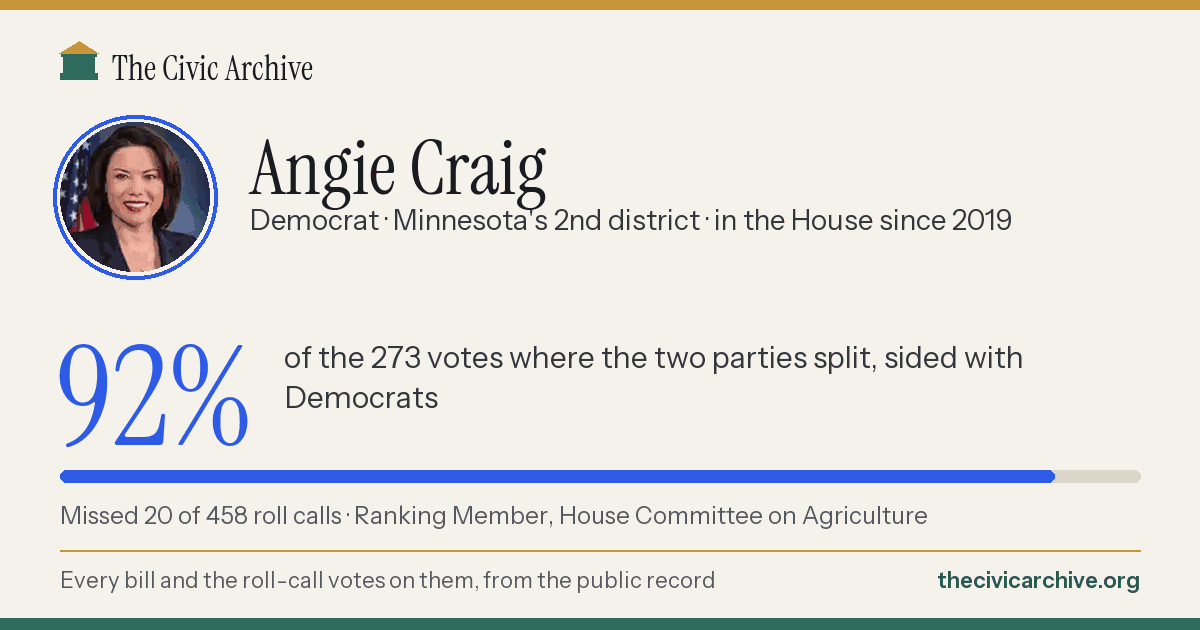 The Civic Archive
Angie Craig
Democrat · Minnesota's 2nd district · in the House since 2019
92%
of the 273 votes where the two parties split, sided with
Democrats
Missed 20 of 458 roll calls · Ranking Member, House Committee on Agriculture
Every bill and the roll-call votes on them, from the public record
thecivicarchive.org